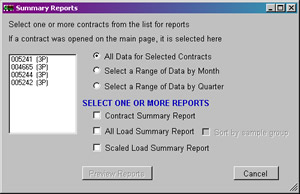 Summary Reports
Select one or more contracts from the list for reports
If a contract was opened on the main page, it is selected here
005241 (3P)
004665 (3P)
005244 (3P)
005242 (3P)
All Data for Selected Contracts
Select a Range of Data by Month
Select a Range of Data by Quarter
SELECT ONE OR MORE REPORTS
Contract Summary Report
All Load Summary Report
Sort by sample group
Scaled Load Summary Report
Preview Reports
Cancel